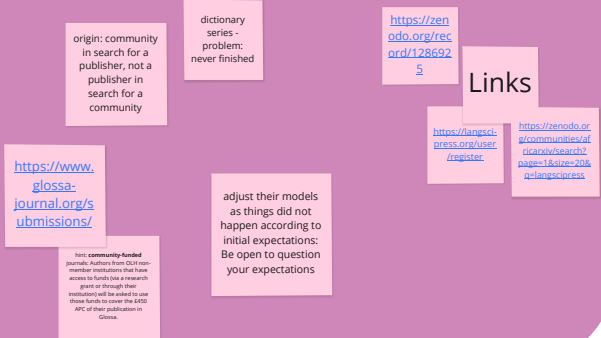 origin: community
in search for a
publisher, not a
publisher in
search for a
community
dictionary
series -
problem:
never finished
https://zen
odo.org/rec
ord/128692
5
Links
https://langsci-
press.org/user
/register
https://zenodo.or
g/communities/af
ricarxiv/search?
page=1&size=20&
q=langscipress
https://www.
glossa-
journal.org/s
ubmissions/
hint: community-funded
journals: Authors from OLH non-
member institutions that have
access to funds (via a research
grant or through their
institution) will be asked to use
those funds to cover the £450
APC of their publication in
Glossa.
adjust their models
as things did not
happen according to
initial expectations:
Be open to question
your expectations